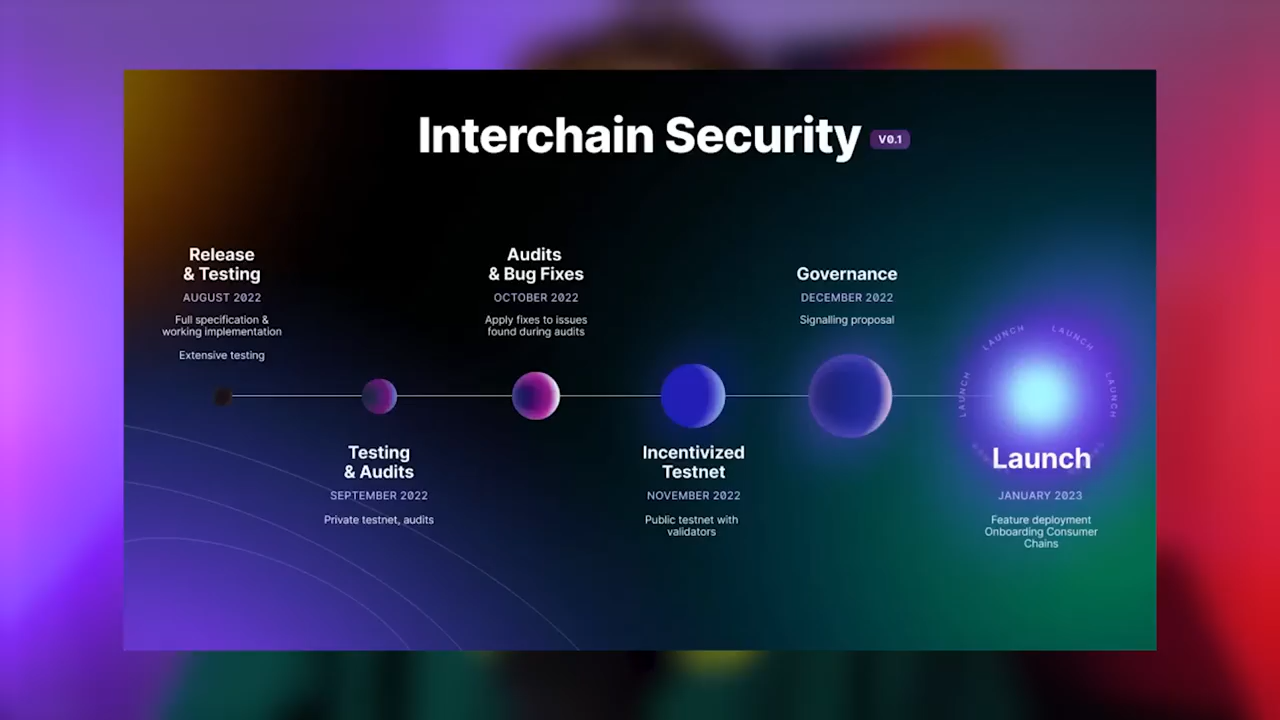 Interchain Security V0.1
Release
& Testing
AUGUST 2022
Full specification &
working implementation
Extensive testing
Testing
& Audits
SEPTEMBER 2022
Private testnet, audits
Audits
& Bug Fixes
OCTOBER 2022
Apply fixes to issues
found during audits
Incentivized
Testnet
NOVEMBER 2022
Public testnet with
validators
Governance
DECEMBER 2022
Signalling proposal
LAUNCH
LAUNCH
LAUNCH
LAUNCH
Launch
JANUARY 2023
Feature deployment
Onboarding Consumer
Chains